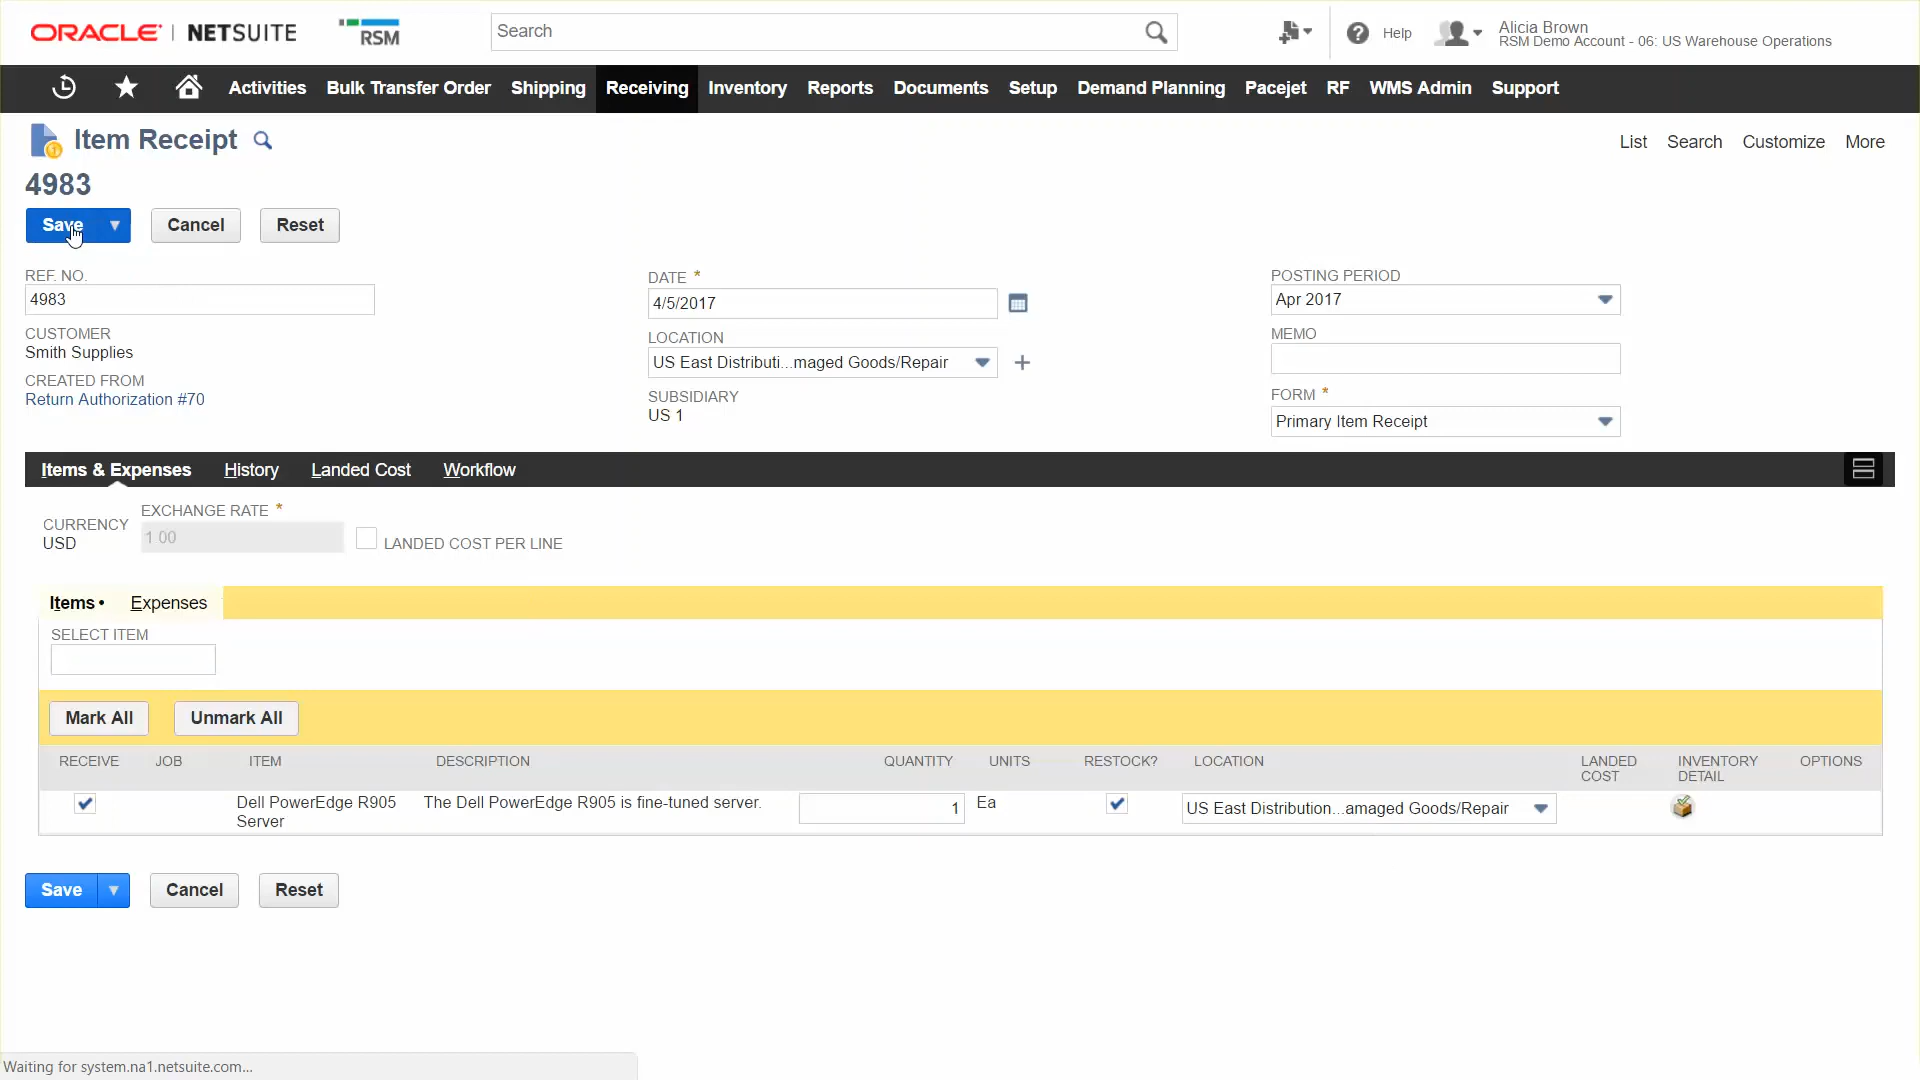 ORACLE | NETSUITE
RSM
Search
Help
Alicia Brown
RSM Demo Account - 06: US Warehouse Operations
Activities Bulk Transfer Order Shipping Receiving Inventory Reports Documents Setup Demand Planning Pacejet RF WMS Admin Support
Item Receipt
List Search Customize More
4983
Save Cancel Reset
REF. NO.
4983
CUSTOMER
Smith Supplies
CREATED FROM
Return Authorization #70
DATE *
4/5/2017
LOCATION
US East Distributi...maged Goods/Repair
SUBSIDIARY
US 1
POSTING PERIOD
Apr 2017
MEMO
FORM *
Primary Item Receipt
Items & Expenses History Landed Cost Workflow
CURRENCY
USD
EXCHANGE RATE *
1 00
LANDED COST PER LINE
Items • Expenses
SELECT ITEM
Mark All Unmark All
RECEIVE JOB ITEM DESCRIPTION QUANTITY UNITS RESTOCK? LOCATION LANDED COST INVENTORY DETAIL OPTIONS
Dell PowerEdge R905 Server The Dell PowerEdge R905 is fine-tuned server. 1 Ea US East Distribution...amaged Goods/Repair
Save Cancel Reset
Waiting for system.na1.netsuite.com...